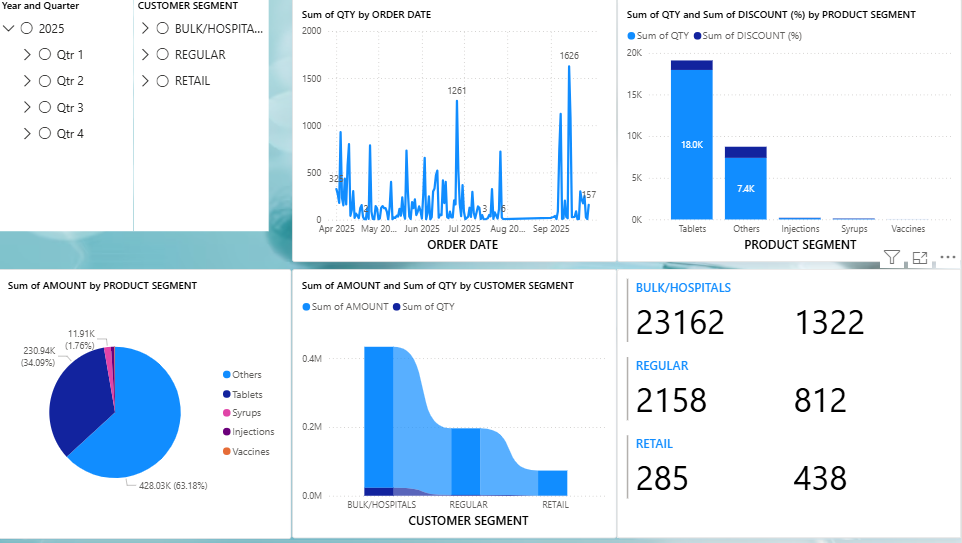 Year and Quarter
2025
Qtr 1
Qtr 2
Qtr 3
Qtr 4
CUSTOMER SEGMENT
BULK/HOSPITA...
REGULAR
RETAIL
Sum of QTY by ORDER DATE
2000
1500
1000
500
0
1261
1626
3
157
Apr 2025 May 20... Jun 2025 Jul 2025 Aug 20... Sep 2025
ORDER DATE
Sum of QTY and Sum of DISCOUNT (%) by PRODUCT SEGMENT
Sum of QTY Sum of DISCOUNT (%)
20K
15K
10K
5K
0K
18.0K
7.4K
Tablets Others Injections Syrups Vaccines
PRODUCT SEGMENT
Sum of AMOUNT by PRODUCT SEGMENT
11.91K
(1.76%)
230.94K
(34.09%)
428.03K (63.18%)
Others
Tablets
Syrups
Injections
Vaccines
Sum of AMOUNT and Sum of QTY by CUSTOMER SEGMENT
Sum of AMOUNT Sum of QTY
0.4M
0.2M
0.0M
BULK/HOSPITALS REGULAR RETAIL
CUSTOMER SEGMENT
BULK/HOSPITALS
23162 1322
REGULAR
2158 812
RETAIL
285 438